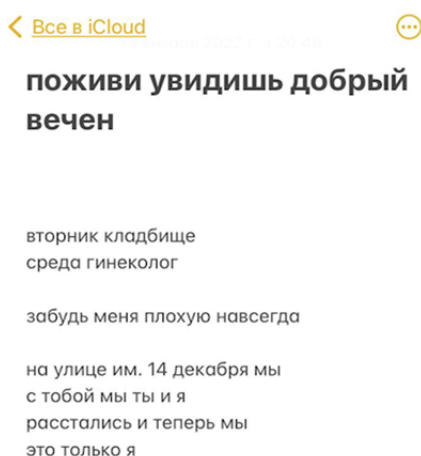 Все в iCloud
поживи увидишь добрый
вечен
вторник кладбище
среда гинеколог
забудь меня плохую навсегда
на улице им. 14 декабря мы
с тобой мы ты и я
расстались и теперь мы
это только я